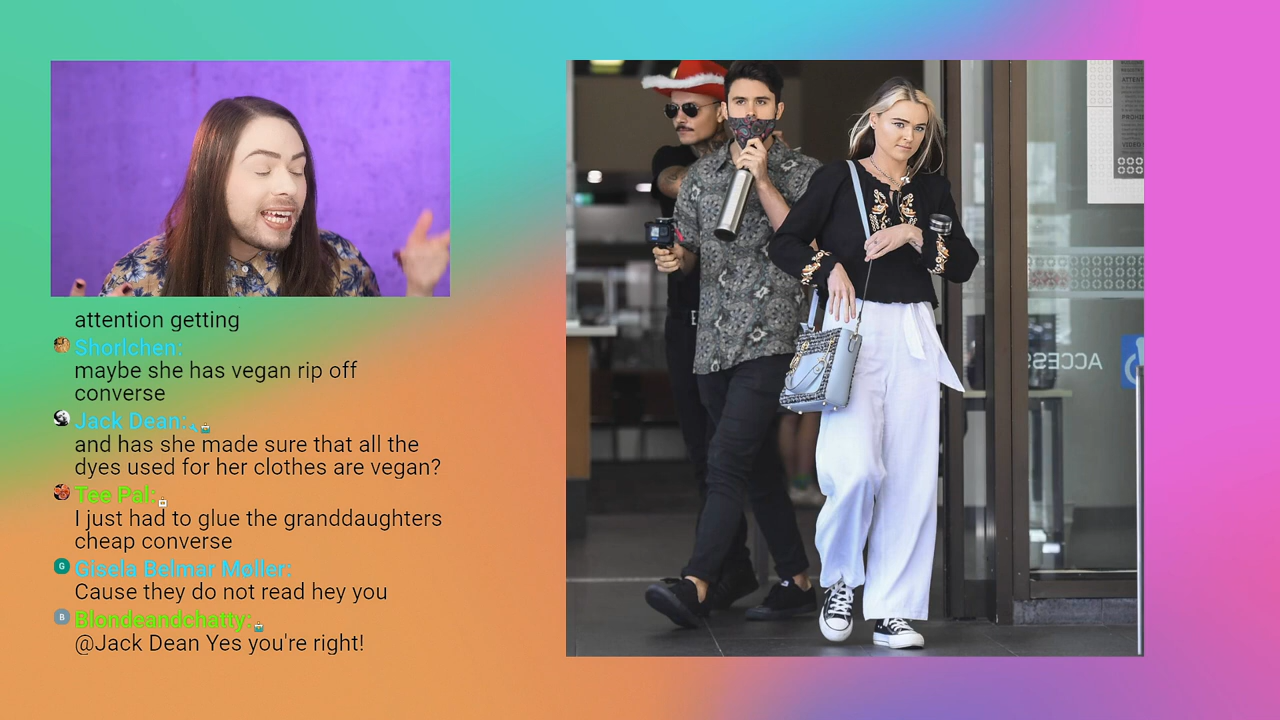 attention getting
Shorlchen:
maybe she has vegan rip off
converse
Jack Dean:
and has she made sure that all the
dyes used for her clothes are vegan?
Tee Pal:
I just had to glue the granddaughters
cheap converse
G Gisela Belmar Møller:
Cause they do not read hey you
B Blondeandchatty:
@Jack Dean Yes you're right!
ACCESS